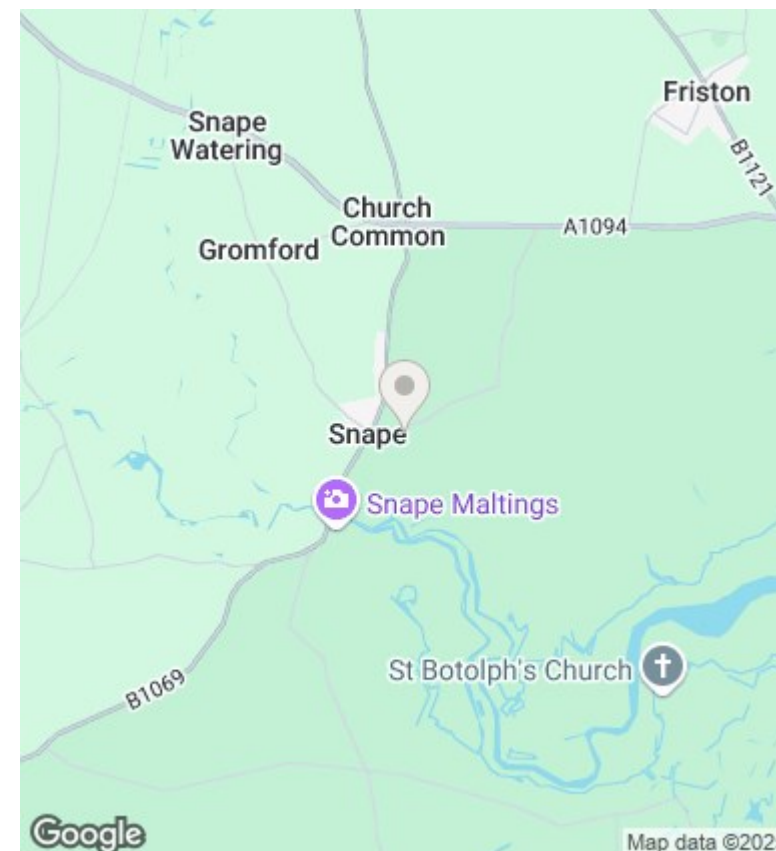 Friston
Snape
Watering
B1121
Church
Common
A1094
Gromford
Snape
Snape Maltings
St Botolph's Church
B1069
Google
Map data ©202